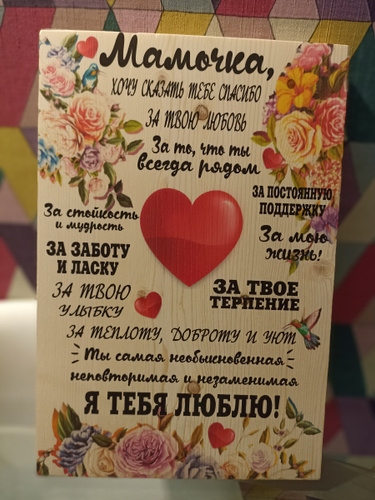 Мамочка,
ХОЧУ СКАЗАТЬ ТЕБЕ СПАСИБО
ЗА ТВОЮ ЛЮБОВЬ
За то, что ты
всегда рядом
За стойкость
и мудрость
ЗА ПОСТОЯННУЮ
ПОДДЕРЖКУ
ЗА ЗАБОТУ
И ЛАСКУ
За мою
жизнь!
ЗА ТВОЮ
УЛЫБКУ
ЗА ТВОЕ
ТЕРПЕНИЕ
ЗА ТЕПЛОТУ, ДОБРОТУ И УЮТ
Ты самая необыкновенная
неповторимая и незаменимая
Я ТЕБЯ ЛЮБЛЮ!